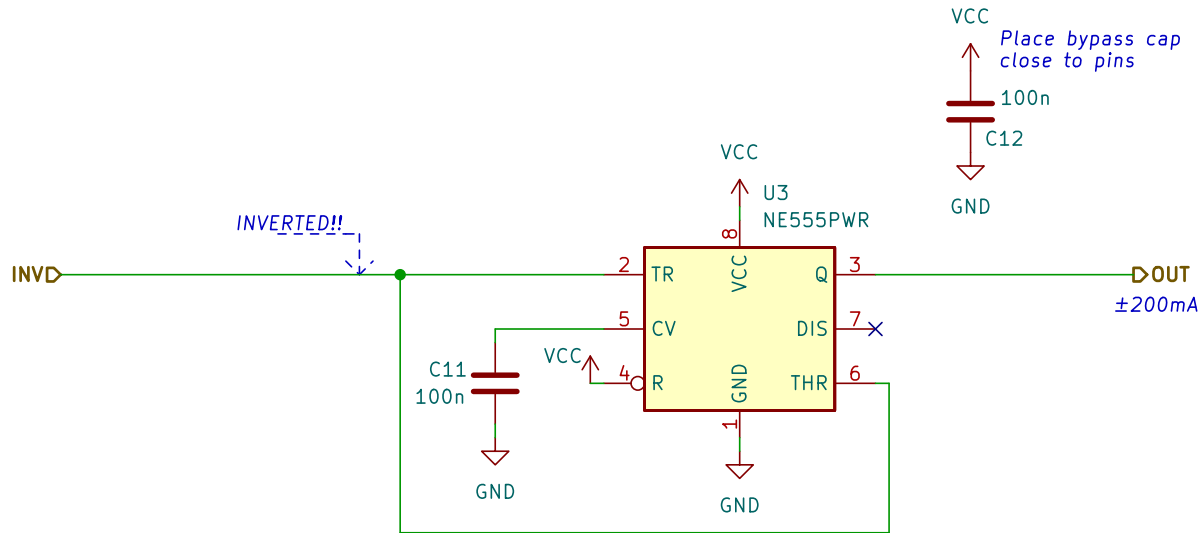 VCC
Place bypass cap
close to pins
100n
C12
GND
VCC
U3
NE555PWR
INVERTED!!
8
INV
2
TR
VCC
Q
3
OUT
±200mA
5
CV
DIS
7
VCC
C11
100n
4
R
GND
THR
6
1
GND
GND